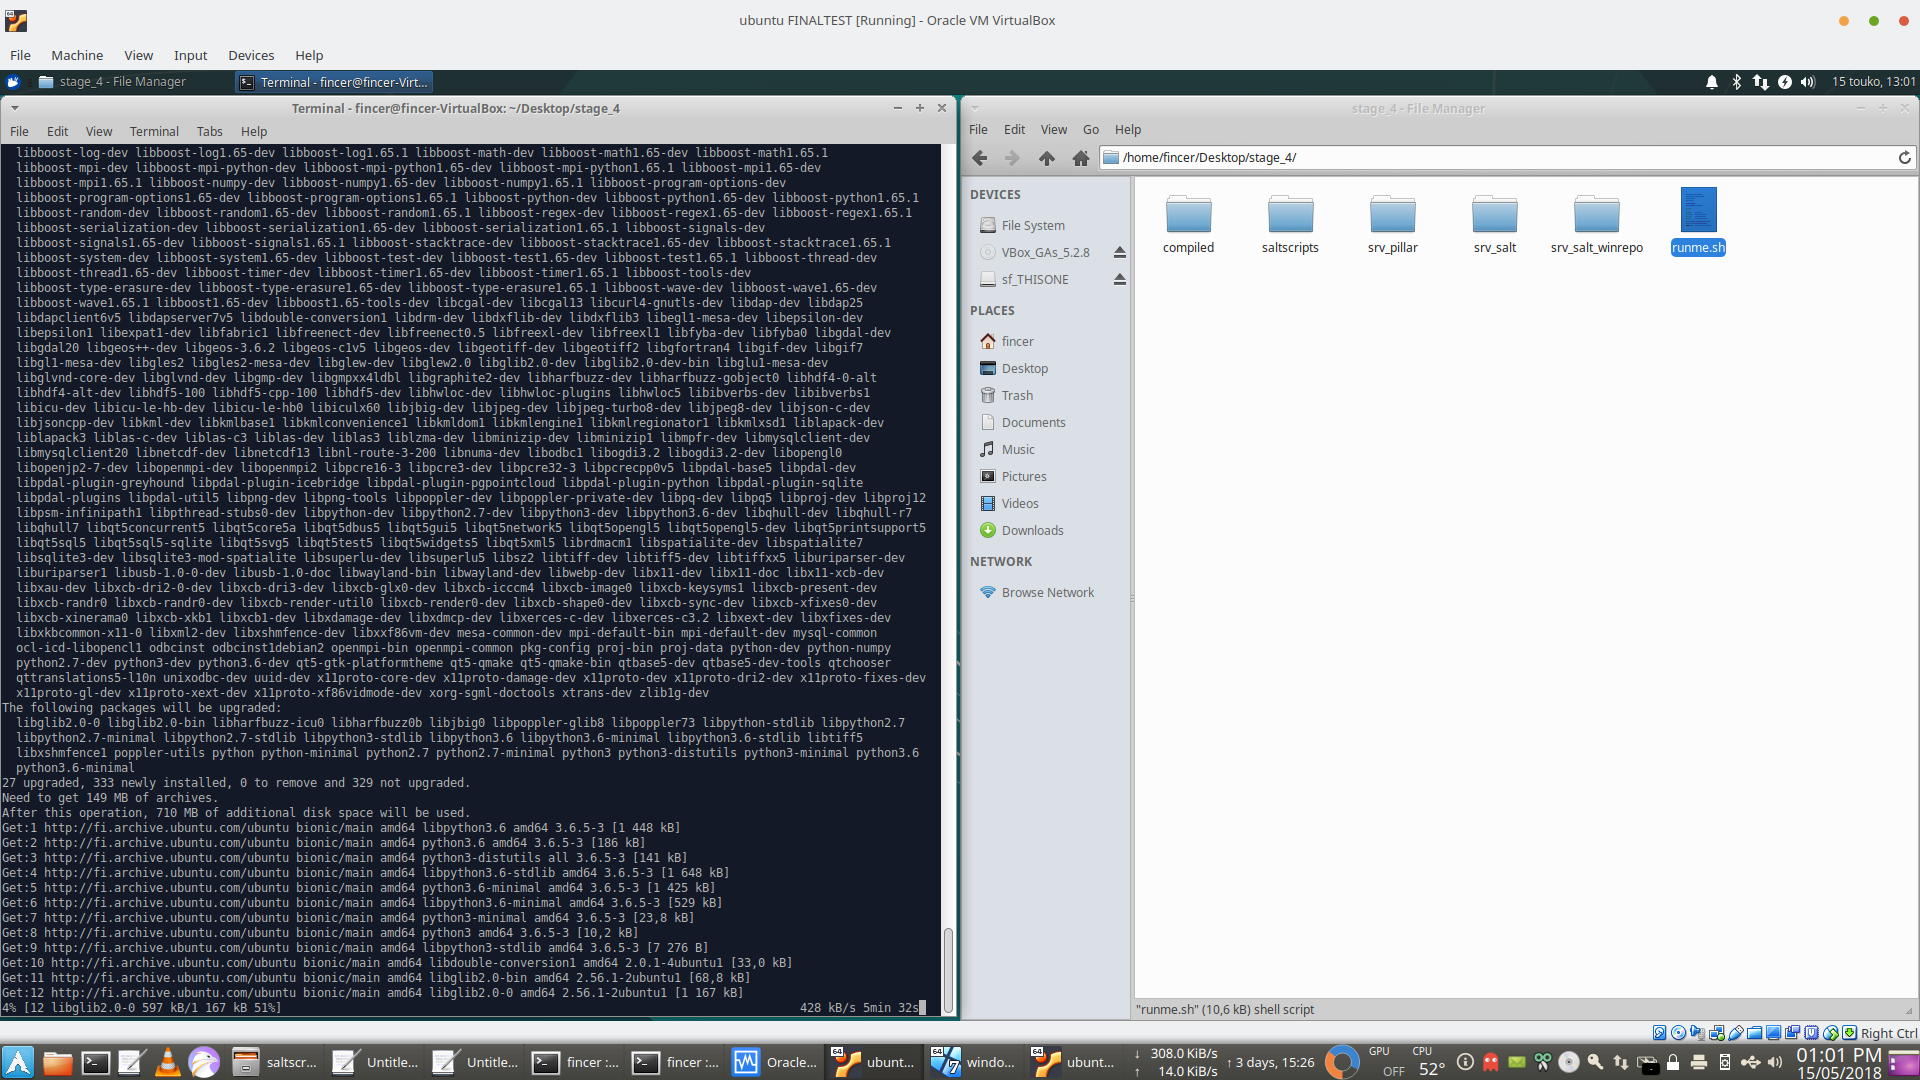 ubuntu FINALTEST [Running] - Oracle VM VirtualBox
File Machine View Input Devices Help
stage_4 - File Manager
Terminal - fincer@fincer-Virt...
15 touko, 13:01
Terminal - fincer@fincer-VirtualBox: ~/Desktop/stage_4
File Edit View Terminal Tabs Help
libboost-log-dev libboost-log1.65-dev libboost-log1.65.1 libboost-math-dev libboost-math1.65-dev libboost-math1.65.1
libboost-mpi-dev libboost-mpi-python-dev libboost-mpi-python1.65-dev libboost-mpi-python1.65.1 libboost-mpi1.65-dev
libboost-mpi1.65.1 libboost-numpy-dev libboost-numpy1.65-dev libboost-numpy1.65.1 libboost-program-options-dev
libboost-program-options1.65-dev libboost-program-options1.65.1 libboost-python-dev libboost-python1.65-dev libboost-python1.65.1
libboost-random-dev libboost-random1.65-dev libboost-random1.65.1 libboost-regex-dev libboost-regex1.65-dev libboost-regex1.65.1
libboost-serialization-dev libboost-serialization1.65-dev libboost-serialization1.65.1 libboost-signals-dev
libboost-signals1.65-dev libboost-signals1.65.1 libboost-stacktrace-dev libboost-stacktrace1.65-dev libboost-stacktrace1.65.1
libboost-system-dev libboost-system1.65-dev libboost-test-dev libboost-test1.65-dev libboost-test1.65.1 libboost-thread-dev
libboost-thread1.65-dev libboost-timer-dev libboost-timer1.65-dev libboost-timer1.65.1 libboost-tools-dev
libboost-type-erasure-dev libboost-type-erasure1.65-dev libboost-type-erasure1.65.1 libboost-wave-dev libboost-wave1.65-dev
libboost-wave1.65.1 libboost1.65-dev libboost1.65-tools-dev libcgal-dev libcgal13 libcurl4-gnutls-dev libdap-dev libdap25
libdapclient6v5 libdapserver7v5 libdouble-conversion1 libdrm-dev libdxflib-dev libdxflib3 libegl1-mesa-dev libepsilon-dev
libepsilon1 libexpat1-dev libfabric1 libfreenect-dev libfreenect0.5 libfreexl-dev libfreexl1 libfyba-dev libfyba0 libgdal-dev
libgdal20 libgeos++-dev libgeos-3.6.2 libgeos-c1v5 libgeos-dev libgeotiff-dev libgeotiff2 libgfortran4 libgif-dev libgif7
libgl1-mesa-dev libgles2 libgles2-mesa-dev libglew-dev libglew2.0 libglib2.0-dev libglib2.0-dev-bin libglu1-mesa-dev
libglvnd-core-dev libglvnd-dev libgmp-dev libgmpxx4ldbl libgraphite2-dev libharfbuzz-dev libharfbuzz-gobject0 libhdf4-0-alt
libhdf4-alt-dev libhdf5-100 libhdf5-cpp-100 libhdf5-dev libhwloc-dev libhwloc-plugins libhwloc5 libibverbs-dev libibverbs1
libicu-dev libicu-le-hb-dev libicu-le-hb0 libiculx60 libjbig-dev libjpeg-dev libjpeg-turbo8-dev libjpeg8-dev libjson-c-dev
libjsoncpp-dev libkml-dev libkmlbase1 libkmlconvenience1 libkmldom1 libkmlengine1 libkmlregionator1 libkmlxsd1 liblapack-dev
liblapack3 liblas-c-dev liblas-c3 liblas-dev liblas3 liblzma-dev libminizip-dev libminizip1 libmpfr-dev libmysqlclient-dev
libmysqlclient20 libnetcdf-dev libnetcdf13 libnl-route-3-200 libnuma-dev libodbc1 libogdi3.2 libogdi3.2-dev libopengl0
libopenjp2-7-dev libopenmpi-dev libopenmpi2 libpcre16-3 libpcre3-dev libpcre32-3 libpcrecpp0v5 libpdal-base5 libpdal-dev
libpdal-plugin-greyhound libpdal-plugin-icebridge libpdal-plugin-pgpointcloud libpdal-plugin-python libpdal-plugin-sqlite
libpdal-plugins libpdal-util5 libpng-dev libpng-tools libpoppler-dev libpoppler-private-dev libpq-dev libpq5 libproj-dev libproj12
libpsm-infinipath1 libpthread-stubs0-dev libpython-dev libpython2.7-dev libpython3-dev libpython3.6-dev libqhull-dev libqhull-r7
libqhull7 libqt5concurrent5 libqt5core5a libqt5dbus5 libqt5gui5 libqt5network5 libqt5opengl5 libqt5opengl5-dev libqt5printsupport5
libqt5sql5 libqt5sql5-sqlite libqt5svg5 libqt5test5 libqt5widgets5 libqt5xml5 librdmacm1 libspatialite-dev libspatialite7
libsqlite3-dev libsqlite3-mod-spatialite libsuperlu-dev libsuperlu5 libsz2 libtiff-dev libtiff5-dev libtiffxx5 liburiparser-dev
liburiparser1 libusb-1.0-0-dev libusb-1.0-doc libwayland-bin libwayland-dev libwebp-dev libx11-dev libx11-doc libx11-xcb-dev
libxau-dev libxcb-dri2-0-dev libxcb-dri3-dev libxcb-glx0-dev libxcb-icccm4 libxcb-image0 libxcb-keysyms1 libxcb-present-dev
libxcb-randr0 libxcb-randr0-dev libxcb-render-util0 libxcb-render0-dev libxcb-shape0-dev libxcb-sync-dev libxcb-xfixes0-dev
libxcb-xinerama0 libxcb-xkb1 libxcb1-dev libxdamage-dev libxdmcp-dev libxerces-c-dev libxerces-c3.2 libxext-dev libxfixes-dev
libxkbcommon-x11-0 libxml2-dev libxshmfence-dev libxxf86vm-dev mesa-common-dev mpi-default-bin mpi-default-dev mysql-common
ocl-icd-libopencl1 odbcinst odbcinst1debian2 openmpi-bin openmpi-common pkg-config proj-bin proj-data python-dev python-numpy
python2.7-dev python3-dev python3.6-dev qt5-gtk-platformtheme qt5-qmake qt5-qmake-bin qtbase5-dev qtbase5-dev-tools qtchooser
qttranslations5-l10n unixodbc-dev uuid-dev x11proto-core-dev x11proto-damage-dev x11proto-dev x11proto-dri2-dev x11proto-fixes-dev
x11proto-gl-dev x11proto-xext-dev x11proto-xf86vidmode-dev xorg-sgml-doctools xtrans-dev zlib1g-dev
The following packages will be upgraded:
libglib2.0-0 libglib2.0-bin libharfbuzz-icu0 libharfbuzz0b libjbig0 libpoppler-glib8 libpoppler73 libpython-stdlib libpython2.7
libpython2.7-minimal libpython2.7-stdlib libpython3-stdlib libpython3.6 libpython3.6-minimal libpython3.6-stdlib libtiff5
libxshmfence1 poppler-utils python python-minimal python2.7 python2.7-minimal python3 python3-distutils python3-minimal python3.6
python3.6-minimal
27 upgraded, 333 newly installed, 0 to remove and 329 not upgraded.
Need to get 149 MB of archives.
After this operation, 710 MB of additional disk space will be used.
Get:1 http://fi.archive.ubuntu.com/ubuntu bionic/main amd64 libpython3.6 amd64 3.6.5-3 [1 448 kB]
Get:2 http://fi.archive.ubuntu.com/ubuntu bionic/main amd64 python3.6 amd64 3.6.5-3 [186 kB]
Get:3 http://fi.archive.ubuntu.com/ubuntu bionic/main amd64 python3-distutils all 3.6.5-3 [141 kB]
Get:4 http://fi.archive.ubuntu.com/ubuntu bionic/main amd64 libpython3.6-stdlib amd64 3.6.5-3 [1 648 kB]
Get:5 http://fi.archive.ubuntu.com/ubuntu bionic/main amd64 python3.6-minimal amd64 3.6.5-3 [1 425 kB]
Get:6 http://fi.archive.ubuntu.com/ubuntu bionic/main amd64 libpython3.6-minimal amd64 3.6.5-3 [529 kB]
Get:7 http://fi.archive.ubuntu.com/ubuntu bionic/main amd64 python3-minimal amd64 3.6.5-3 [23,8 kB]
Get:8 http://fi.archive.ubuntu.com/ubuntu bionic/main amd64 python3 amd64 3.6.5-3 [10,2 kB]
Get:9 http://fi.archive.ubuntu.com/ubuntu bionic/main amd64 libpython3-stdlib amd64 3.6.5-3 [7 276 B]
Get:10 http://fi.archive.ubuntu.com/ubuntu bionic/main amd64 libdouble-conversion1 amd64 2.0.1-4ubuntu1 [33,0 kB]
Get:11 http://fi.archive.ubuntu.com/ubuntu bionic/main amd64 libglib2.0-bin amd64 2.56.1-2ubuntu1 [68,8 kB]
Get:12 http://fi.archive.ubuntu.com/ubuntu bionic/main amd64 libglib2.0-0 amd64 2.56.1-2ubuntu1 [1 167 kB]
4% [12 libglib2.0-0 597 kB/1 167 kB 51%] 428 kB/s 5min 32s
stage_4 - File Manager
File Edit View Go Help
/home/fincer/Desktop/stage_4/
DEVICES
File System
VBox_GAs_5.2.8
sf_THISONE
PLACES
fincer
Desktop
Trash
Documents
Music
Pictures
Videos
Downloads
NETWORK
Browse Network
compiled
saltscripts
srv_pillar
srv_salt
srv_salt_winrepo
runme.sh
"runme.sh" (10,6 kB) shell script
Right Ctrl
saltscr...
Untitle...
Untitle...
fincer :...
fincer :...
Oracle...
64
ubunt...
64
windo...
64
ubunt...
↓ 308.0 KiB/s
↑ 14.0 KiB/s
↑ 3 days, 15:26
GPU
OFF
CPU
52°
01:01 PM
15/05/2018